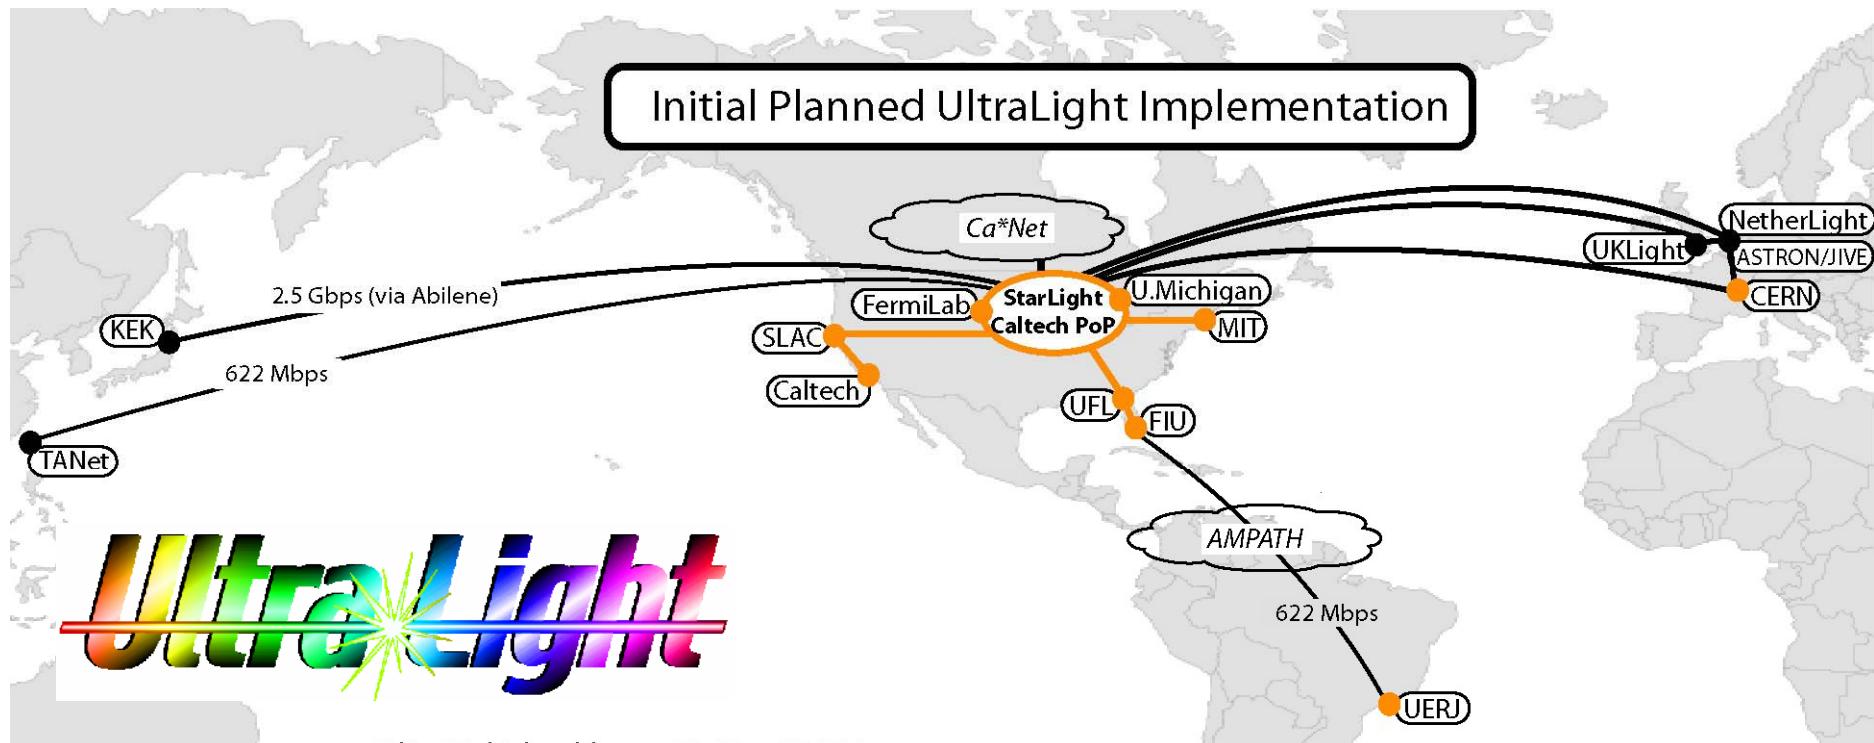 Initial Planned UltraLight Implementation
Ca*Net
NetherLight
UKLight
ASTRON/JIVE
CERN
2.5 Gbps (via Abilene)
KEK
FermiLab
StarLight
Caltech PoP
U.Michigan
MIT
SLAC
622 Mbps
Caltech
UFL
FIU
TANet
AMPATH
UltraLight
622 Mbps
UERJ